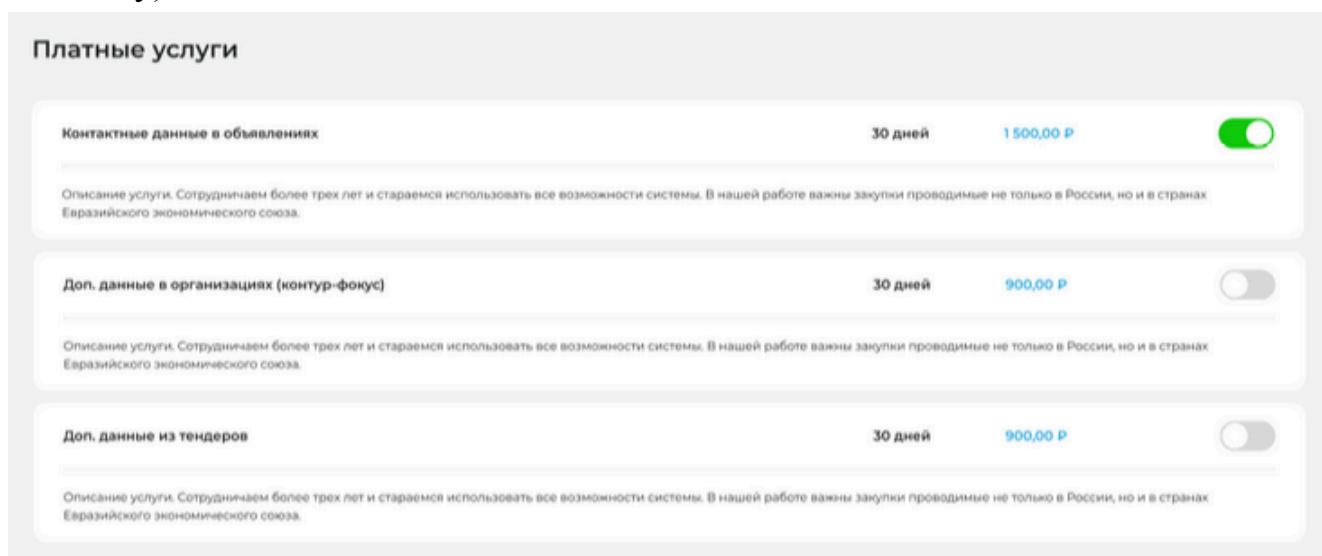 Платные услуги
Контактные данные в объявлениях 30 дней 1 500,00 ₽
Описание услуги. Сотрудничаем более трех лет и стараемся использовать все возможности системы. В нашей работе важны закупки проводимые не только в России, но и в странах
Евразийского экономического союза.
Доп. данные в организациях (контур-фокус) 30 дней 900,00 ₽
Описание услуги. Сотрудничаем более трех лет и стараемся использовать все возможности системы. В нашей работе важны закупки проводимые не только в России, но и в странах
Евразийского экономического союза.
Доп. данные из тендеров 30 дней 900,00 ₽
Описание услуги. Сотрудничаем более трех лет и стараемся использовать все возможности системы. В нашей работе важны закупки проводимые не только в России, но и в странах
Евразийского экономического союза.